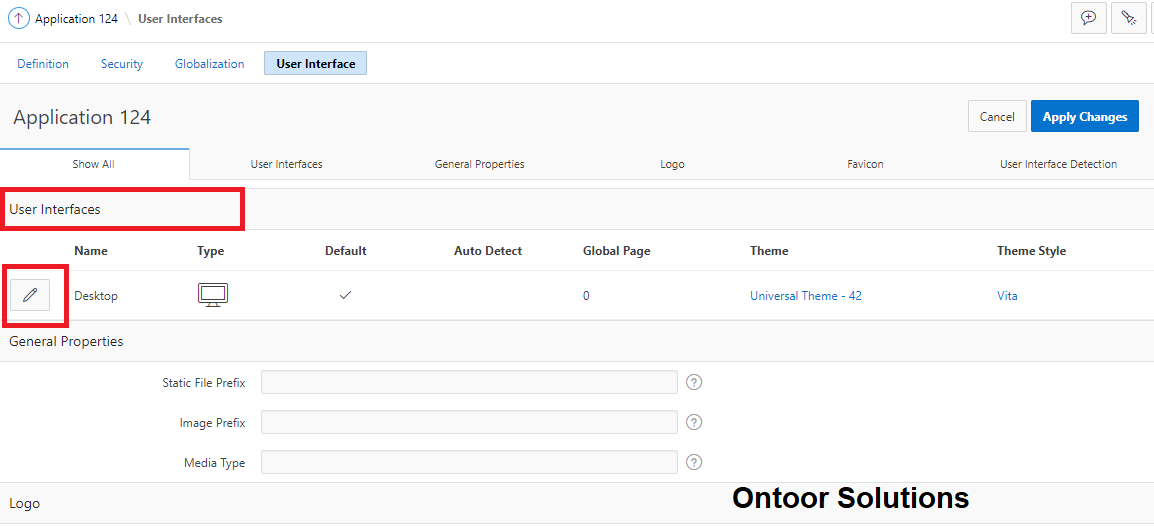 Application 124 \ User Interfaces
Definition Security Globalization User Interface
Application 124 Cancel Apply Changes
Show All User Interfaces General Properties Logo Favicon User Interface Detection
User Interfaces
Name Type Default Auto Detect Global Page Theme Theme Style
Desktop 0 Universal Theme - 42 Vita
General Properties
Static File Prefix ?
Image Prefix ?
Media Type ?
Logo
Ontoor Solutions